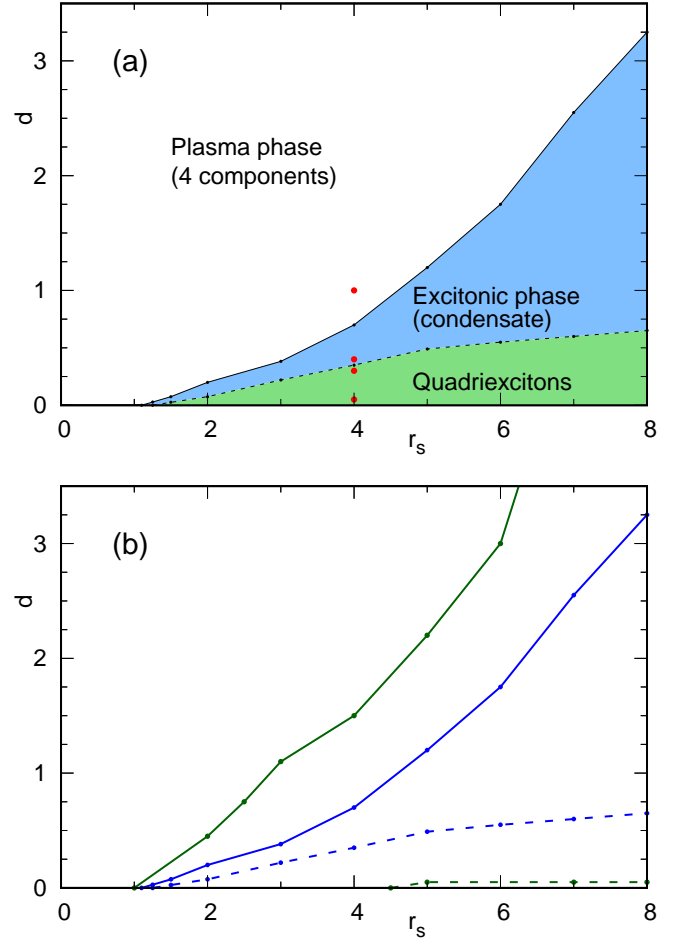 (a)
3
2
1
0
d
Plasma phase
(4 components)
Excitonic phase
(condensate)
Quadriexcitons
0 2 4 6 8
r_s
(b)
3
2
1
0
d
0 2 4 6 8
r_s